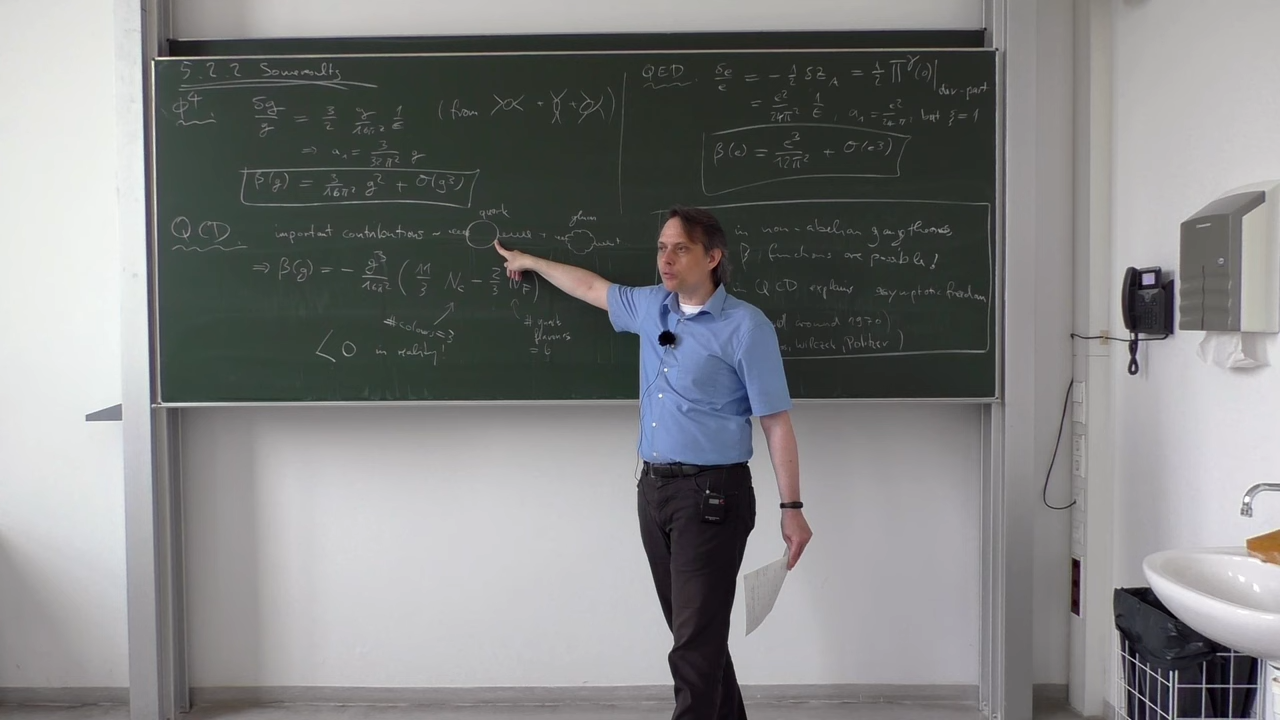 5.2.2 Some results
ϕ⁴. δg/g = 3/2 g/16π² 1/ε (from + + )
⇒ a₁ = 3/32π² g
β(g) = 3/16π² g² + O(g³)
QCD. important contributions ~ quark + gluon
⇒ β(g) = - g³/16π² ( 11/3 N_c - 2/3 N_F )
# colours = 3
# quark
flavors
= 6
< 0 in reality!
QED. δe/e = - 1/2 δZ_A = 1/2 Π^γ(0)|div-part
= e²/24π² 1/ε , a₁ = , but ξ = 1
β(e) = e³/12π² + O(e³)
in non-abelian gauge theories
β functions are possible!
in QCD explains asymptotic freedom
around 1970)
Wilczek, Politzer)